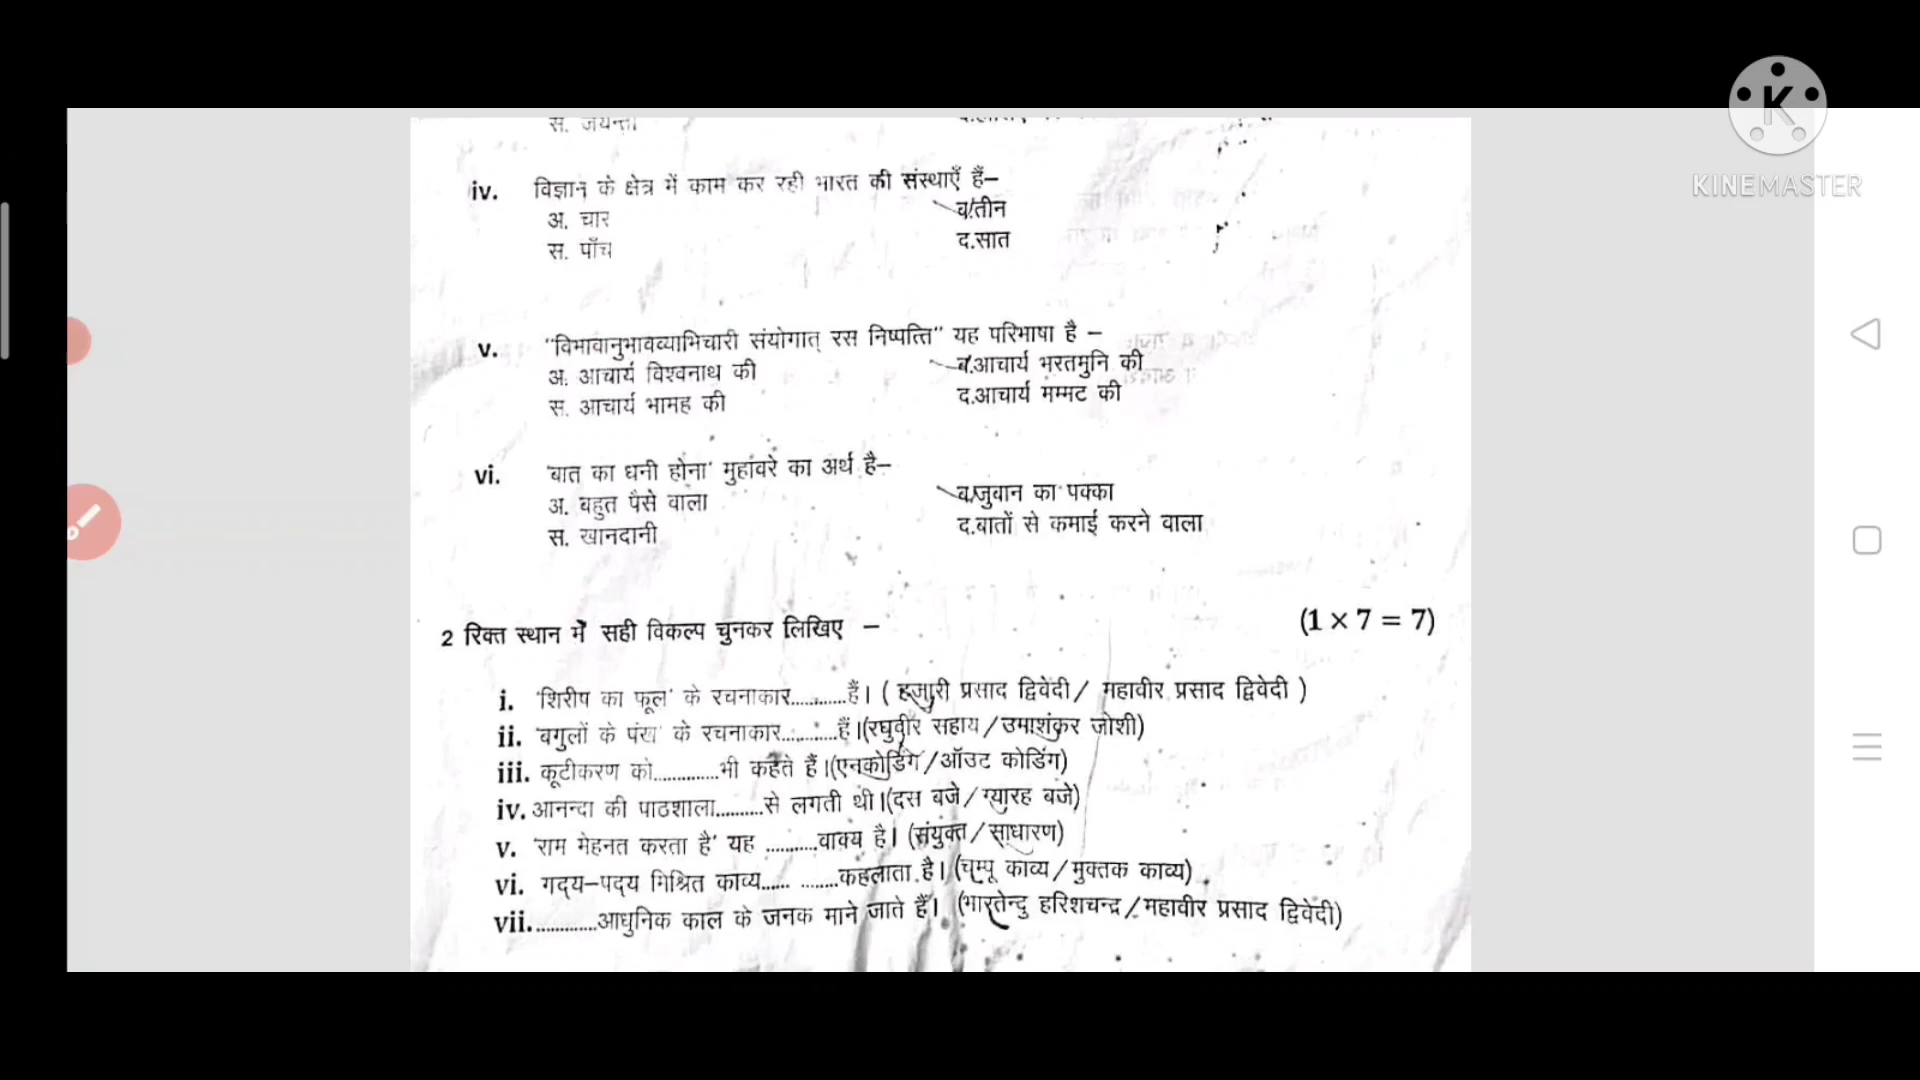 K
KINEMASTER
स. जयन्ती
iv. विज्ञान के क्षेत्र में काम कर रही भारत की संस्थाएँ हैं–
अ. चार
ब.तीन
स. पाँच
द.सात
v. "विभावानुभावव्याभिचारी संयोगात् रस निष्पत्ति" यह परिभाषा है –
अ. आचार्य विश्वनाथ की
ब.आचार्य भरतमुनि की
स. आचार्य भामह की
द.आचार्य मम्मट की
vi. 'बात का धनी होना' मुहावरे का अर्थ है–
अ. बहुत पैसे वाला
ब.जुबान का पक्का
स. खानदानी
द.बातों से कमाई करने वाला
2 रिक्त स्थान में सही विकल्प चुनकर लिखिए – (1 × 7 = 7)
i. 'शिरीष का फूल' के रचनाकार...........हैं। ( हजारी प्रसाद द्विवेदी/ महावीर प्रसाद द्विवेदी )
ii. 'बगुलों के पंख' के रचनाकार...........हैं।(रघुवीर सहाय/उमाशंकर जोशी)
iii. कूटीकरण को.............भी कहते हैं।(एनकोडिंग/ऑउट कोडिंग)
iv. आनन्दा की पाठशाला..........से लगती थी।(दस बजे/ग्यारह बजे)
v. 'राम मेहनत करता है' यह ..........वाक्य है। (संयुक्त/साधारण)
vi. गद्य–पद्य मिश्रित काव्य...... ........कहलाता है। (चम्पू काव्य/मुक्तक काव्य)
vii. .............आधुनिक काल के जनक माने जाते हैं। (भारतेन्दु हरिशचन्द्र/महावीर प्रसाद द्विवेदी)